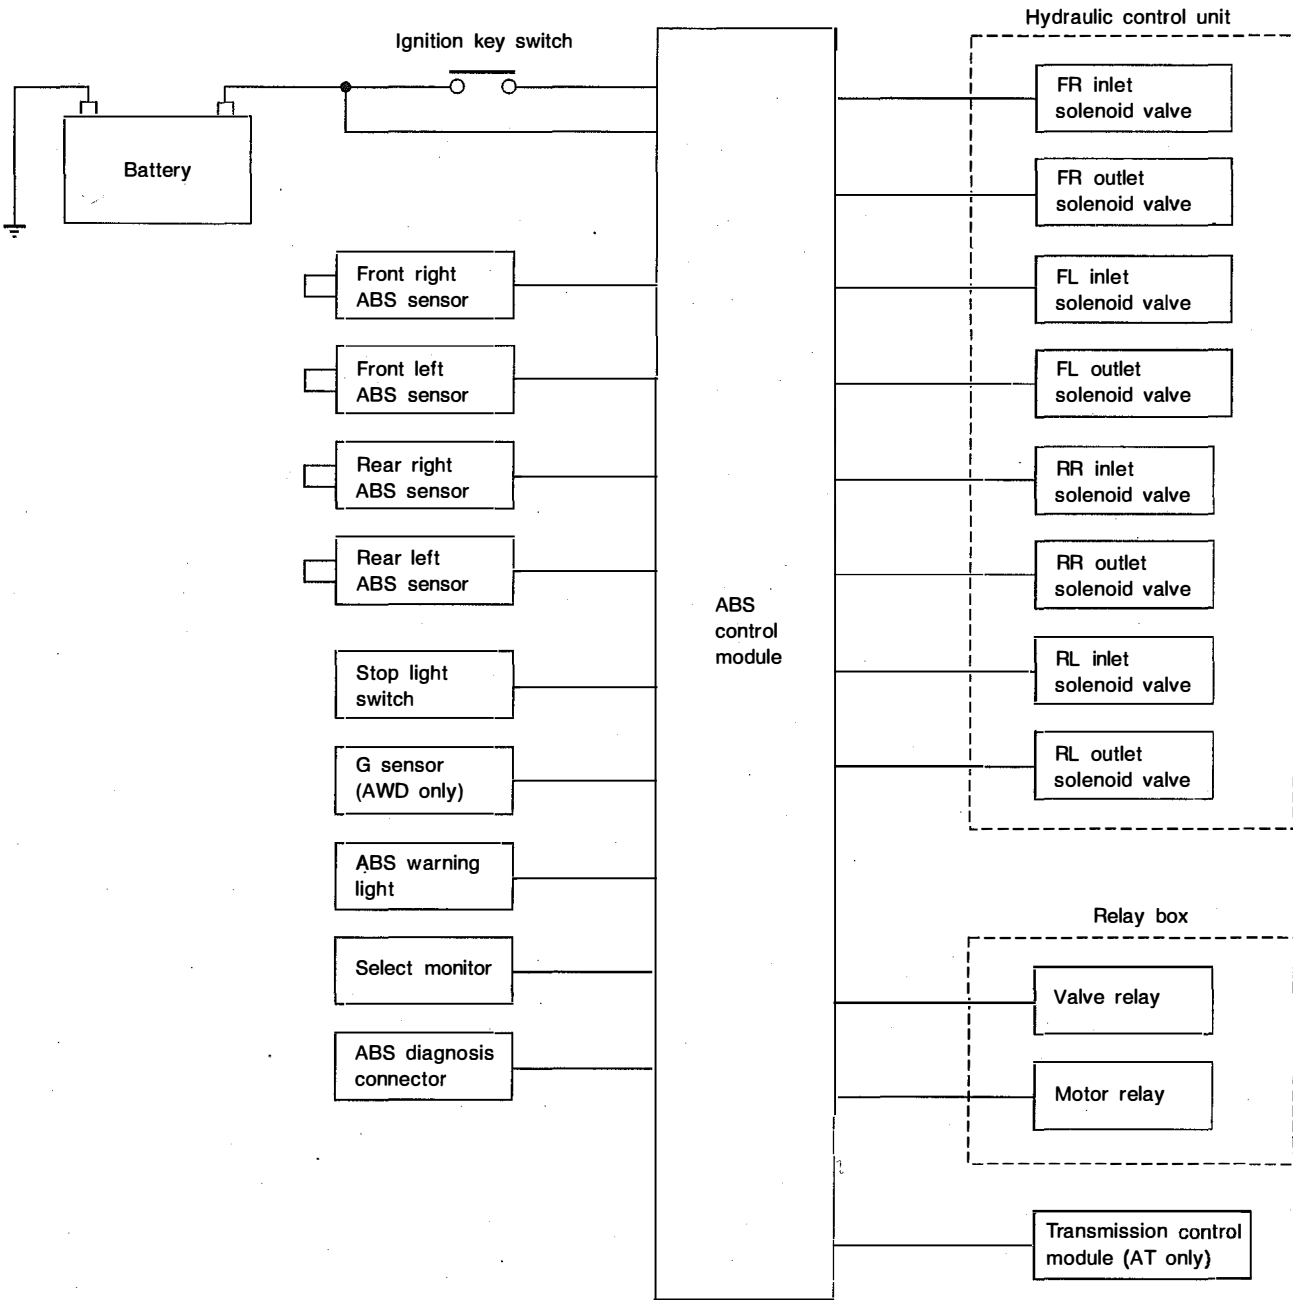 Hydraulic control unit
Ignition key switch
FR inlet
solenoid valve
Battery
FR outlet
solenoid valve
Front right
ABS sensor
FL inlet
solenoid valve
Front left
ABS sensor
FL outlet
solenoid valve
Rear right
ABS sensor
RR inlet
solenoid valve
Rear left
ABS sensor
RR outlet
solenoid valve
ABS
control
module
Stop light
switch
RL inlet
solenoid valve
G sensor
(AWD only)
RL outlet
solenoid valve
ABS warning
light
Relay box
Select monitor
Valve relay
ABS diagnosis
connector
Motor relay
Transmission control
module (AT only)